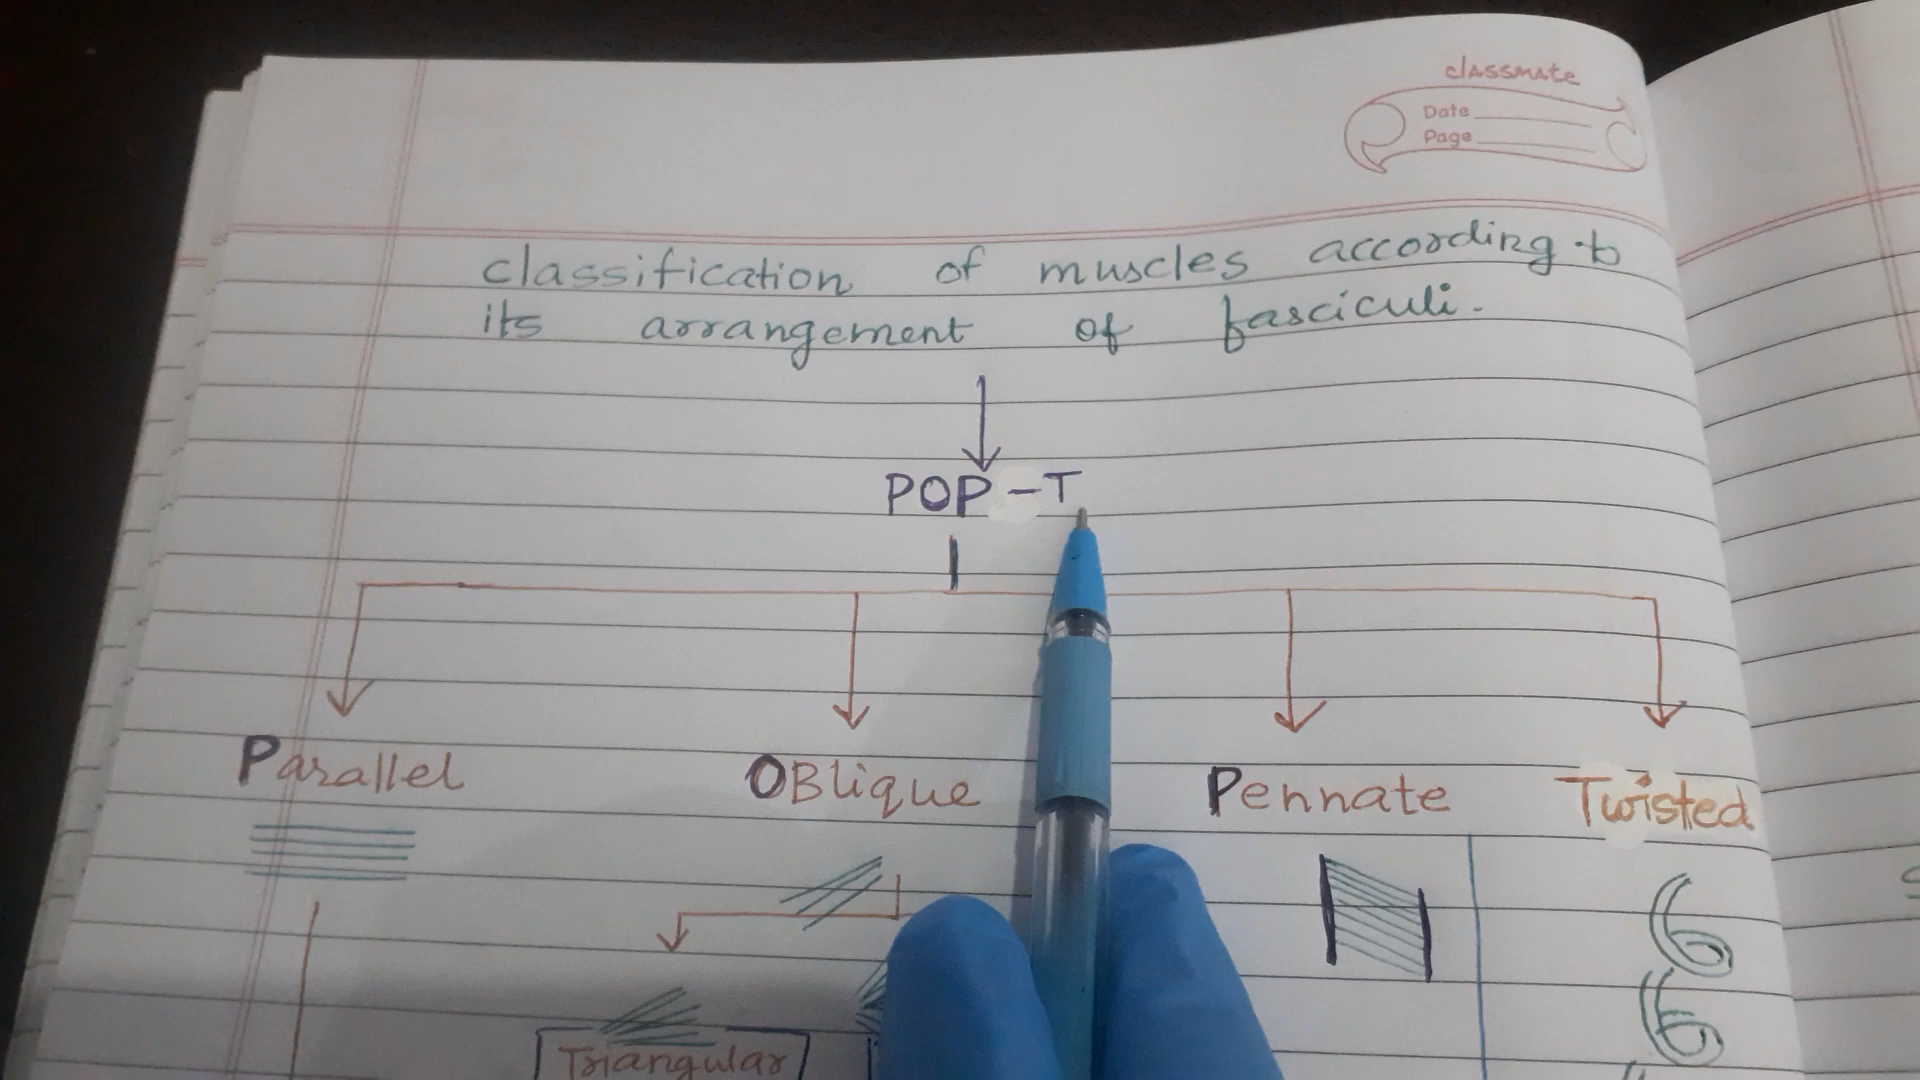 classmate
Date
Page
classification of muscles according to
its arrangement of fasciculi.
POP-T
Parallel OBlique Pennate Twisted
Triangular